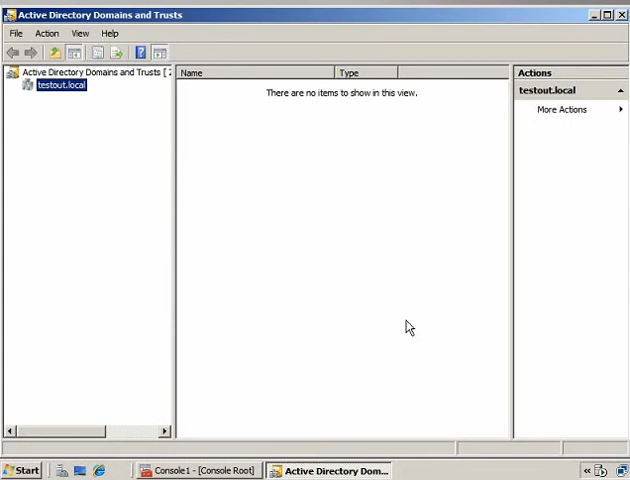 Active Directory Domains and Trusts
File Action View Help
Active Directory Domains and Trusts [
testout.local
Name Type
There are no items to show in this view.
Actions
testout.local
More Actions
Start
Console1 - [Console Root]
Active Directory Dom...